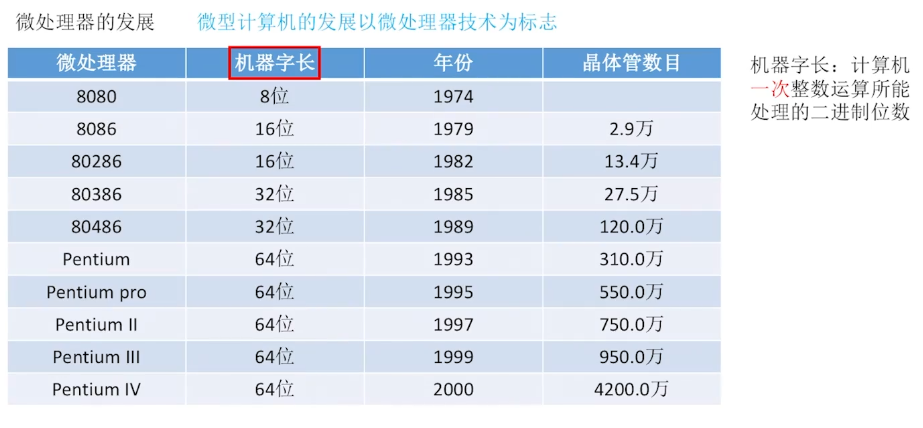 微处理器的发展 微型计算机的发展以微处理器技术为标志
微处理器 机器字长 年份 晶体管数目
8080 8位 1974
8086 16位 1979 2.9万
80286 16位 1982 13.4万
80386 32位 1985 27.5万
80486 32位 1989 120.0万
Pentium 64位 1993 310.0万
Pentium pro 64位 1995 550.0万
Pentium II 64位 1997 750.0万
Pentium III 64位 1999 950.0万
Pentium IV 64位 2000 4200.0万
机器字长：计算机
一次整数运算所能
处理的二进制位数